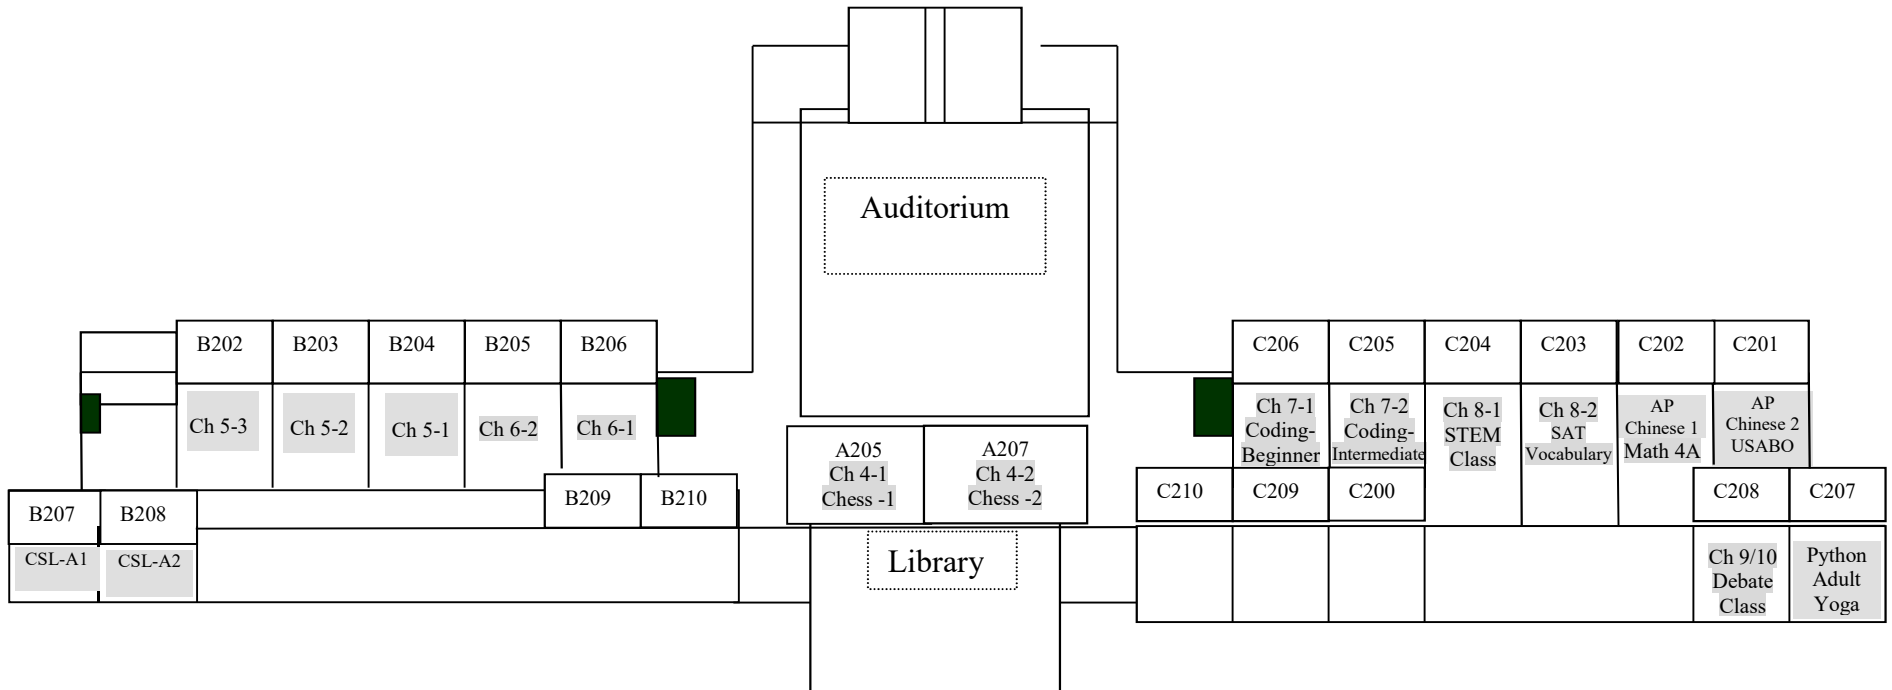 Auditorium
B202
B203
B204
B205
B206
C206
C205
C204
C203
C202
C201
Ch 5-3
Ch 5-2
Ch 5-1
Ch 6-2
Ch 6-1
A205
Ch 4-1
Chess -1
A207
Ch 4-2
Chess -2
Ch 7-1
Coding-
Beginner
Ch 7-2
Coding-
Intermediate
Ch 8-1
STEM
Class
Ch 8-2
SAT
Vocabulary
AP
Chinese 1
Math 4A
AP
Chinese 2
USABO
B207
B208
B209
B210
C210
C209
C200
C208
C207
CSL-A1
CSL-A2
Library
Ch 9/10
Debate
Class
Python
Adult
Yoga